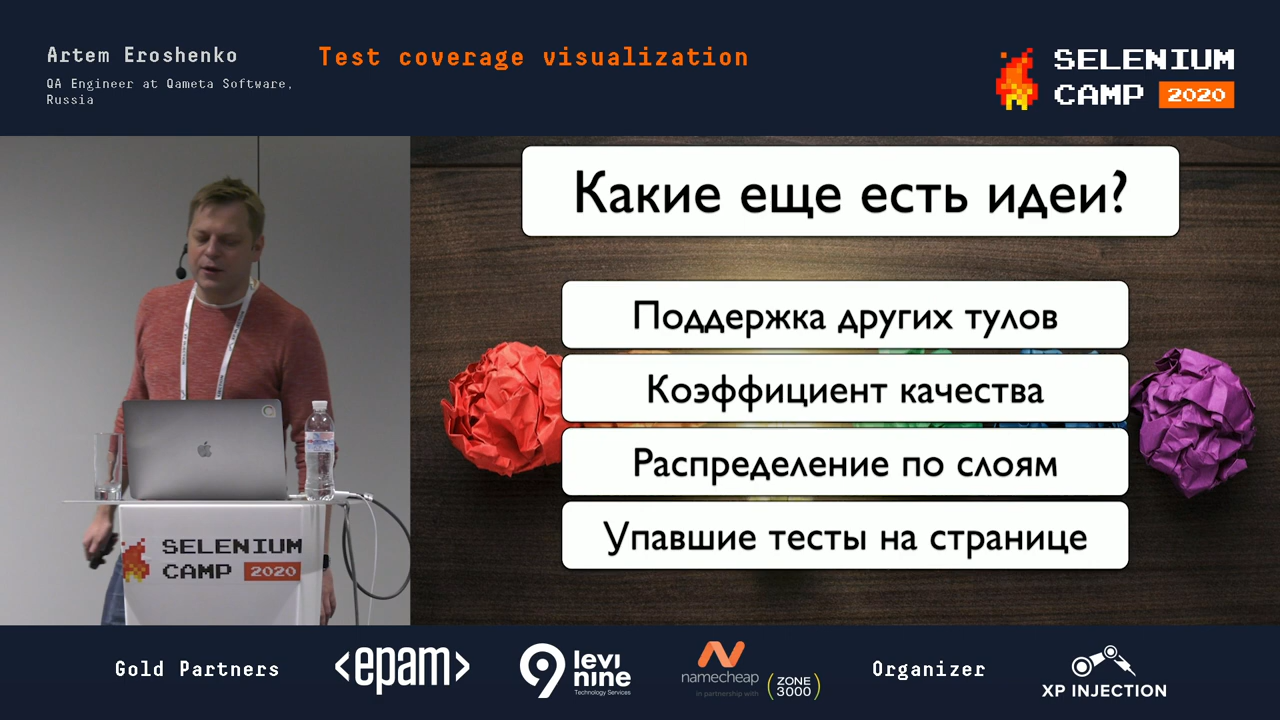 Artem Eroshenko
QA Engineer at Qameta Software,
Russia
Test coverage visualization
SELENIUM
CAMP 2020
Какие еще есть идеи?
Поддержка других тулов
Коэффициент качества
Распределение по слоям
Упавшие тесты на странице
SELENIUM
CAMP 2020
Gold Partners
<epam>
9 levi
nine
Technology Services
namecheap
in partnership with
ZONE
3000
Organizer
XP INJECTION